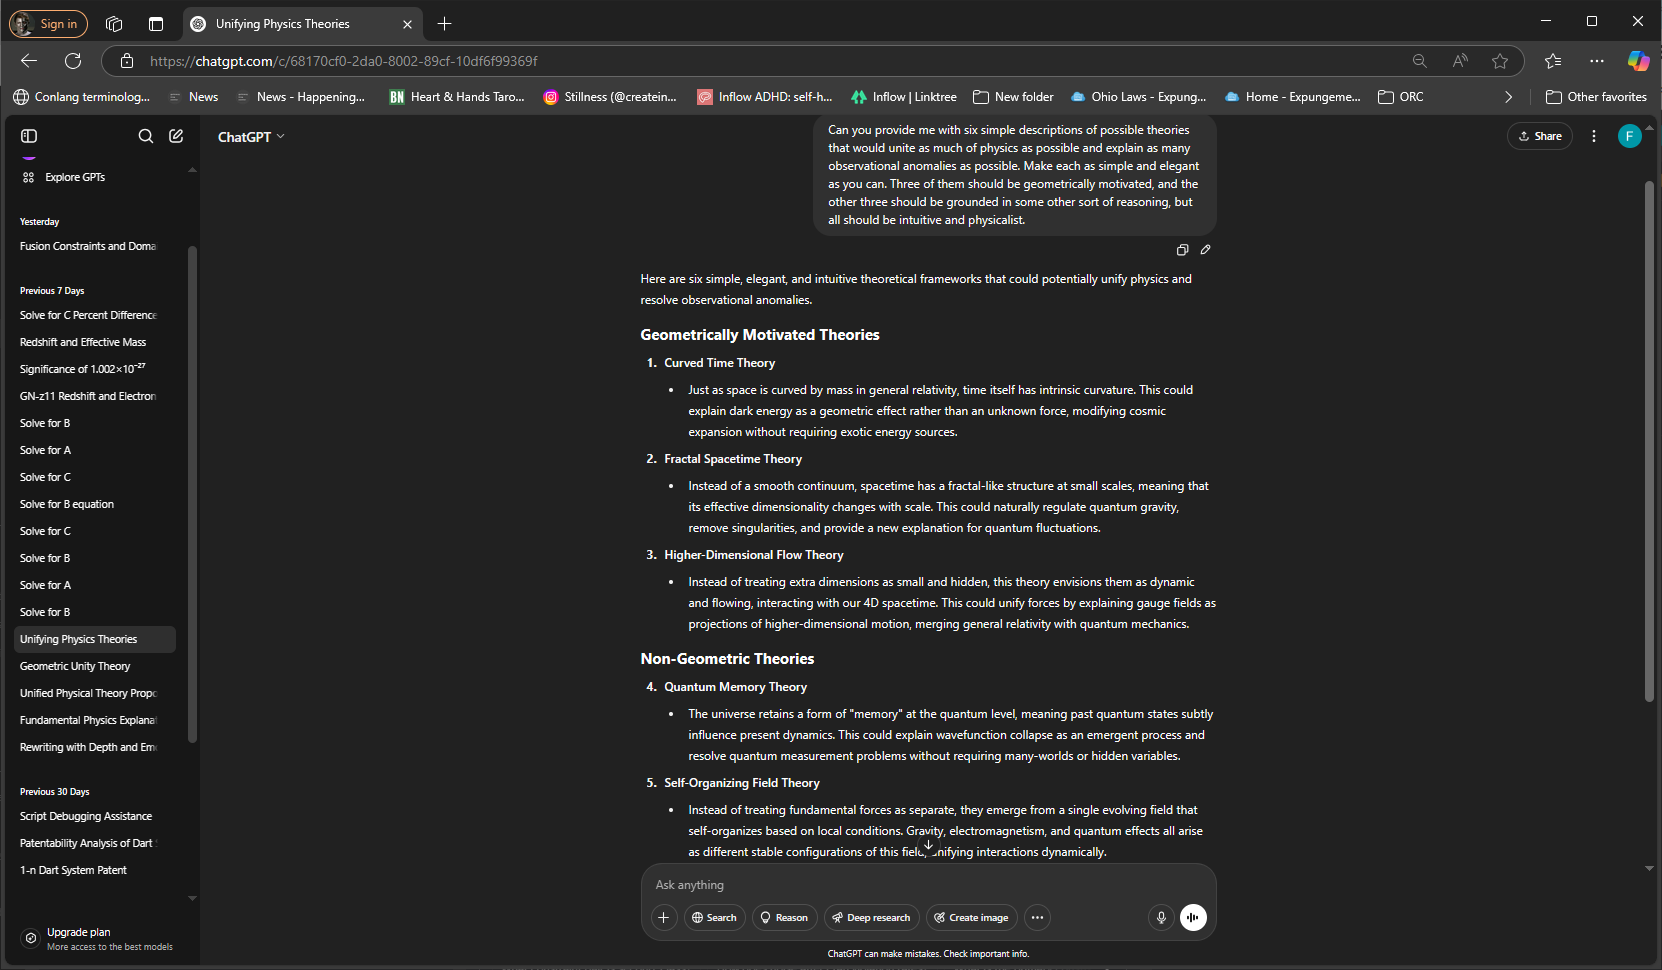 Sign in
Unifying Physics Theories
https://chatgpt.com/c/68170cf0-2da0-8002-89cf-10df6f99369f
Conlang terminolog... News News - Happening... BN Heart & Hands Taro... Stillness (@createin... Inflow ADHD: self-h... Inflow | Linktree New folder Ohio Laws - Expung... Home - Expungeme... ORC Other favorites
ChatGPT
Share
F
Explore GPTs
Yesterday
Fusion Constraints and Doma
Previous 7 Days
Solve for C Percent Difference
Redshift and Effective Mass
Significance of 1.002×10⁻²⁷
GN-z11 Redshift and Electron
Solve for B
Solve for A
Solve for C
Solve for B equation
Solve for C
Solve for B
Solve for A
Solve for B
Unifying Physics Theories
Geometric Unity Theory
Unified Physical Theory Propo
Fundamental Physics Explanat
Rewriting with Depth and Emo
Previous 30 Days
Script Debugging Assistance
Patentability Analysis of Dart
1-n Dart System Patent
Upgrade plan
More access to the best models
Can you provide me with six simple descriptions of possible theories
that would unite as much of physics as possible and explain as many
observational anomalies as possible. Make each as simple and elegant
as you can. Three of them should be geometrically motivated, and the
other three should be grounded in some other sort of reasoning, but
all should be intuitive and physicalist.
Here are six simple, elegant, and intuitive theoretical frameworks that could potentially unify physics and
resolve observational anomalies.
Geometrically Motivated Theories
1. Curved Time Theory
• Just as space is curved by mass in general relativity, time itself has intrinsic curvature. This could
explain dark energy as a geometric effect rather than an unknown force, modifying cosmic
expansion without requiring exotic energy sources.
2. Fractal Spacetime Theory
• Instead of a smooth continuum, spacetime has a fractal-like structure at small scales, meaning that
its effective dimensionality changes with scale. This could naturally regulate quantum gravity,
remove singularities, and provide a new explanation for quantum fluctuations.
3. Higher-Dimensional Flow Theory
• Instead of treating extra dimensions as small and hidden, this theory envisions them as dynamic
and flowing, interacting with our 4D spacetime. This could unify forces by explaining gauge fields as
projections of higher-dimensional motion, merging general relativity with quantum mechanics.
Non-Geometric Theories
4. Quantum Memory Theory
• The universe retains a form of "memory" at the quantum level, meaning past quantum states subtly
influence present dynamics. This could explain wavefunction collapse as an emergent process and
resolve quantum measurement problems without requiring many-worlds or hidden variables.
5. Self-Organizing Field Theory
• Instead of treating fundamental forces as separate, they emerge from a single evolving field that
self-organizes based on local conditions. Gravity, electromagnetism, and quantum effects all arise
as different stable configurations of this field, unifying interactions dynamically.
Ask anything
Search Reason Deep research Create image
ChatGPT can make mistakes. Check important info.